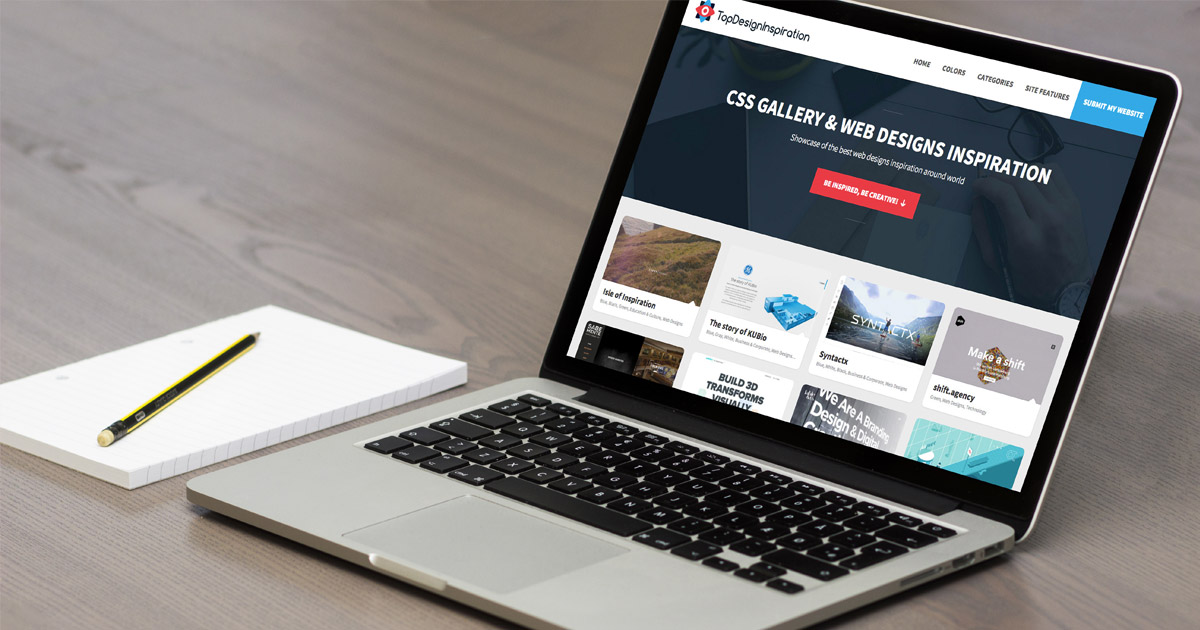 TopDesignInspiration
HOME COLORS CATEGORIES SITE FEATURES SUBMIT MY WEBSITE
CSS GALLERY & WEB DESIGNS INSPIRATION
Showcase of the best web designs inspiration around world
BE INSPIRED, BE CREATIVE!
Isle of Inspiration
Blue, Black, Green, Education & Culture, Web Designs
The story of KUBio
Blue, Gray, White, Business & Corporate, Web Designs...
SYNTACTX
Syntactx
Blue, White, Black, Business & Corporate, Web Designs
Make a shift
shift.agency
Green, Web Designs, Technology
BUILD 3D
TRANSFORMS
VISUALLY
We Are A Branding
Design & Digital